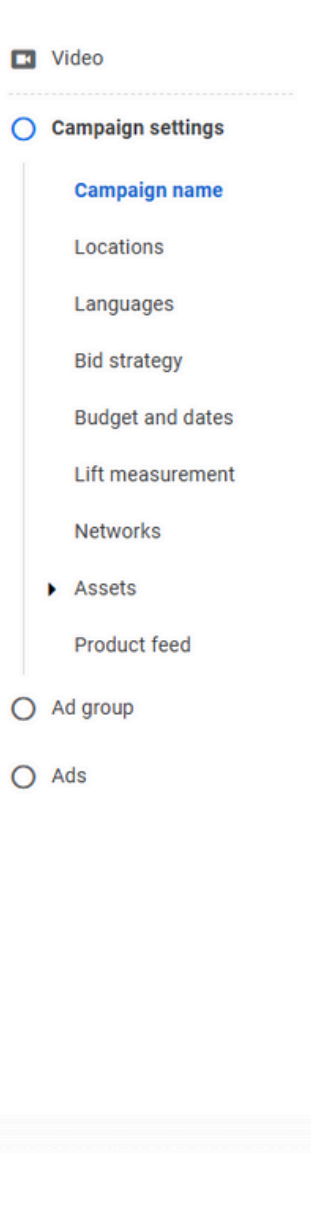 Video
Campaign settings
Campaign name
Locations
Languages
Bid strategy
Budget and dates
Lift measurement
Networks
Assets
Product feed
Ad group
Ads